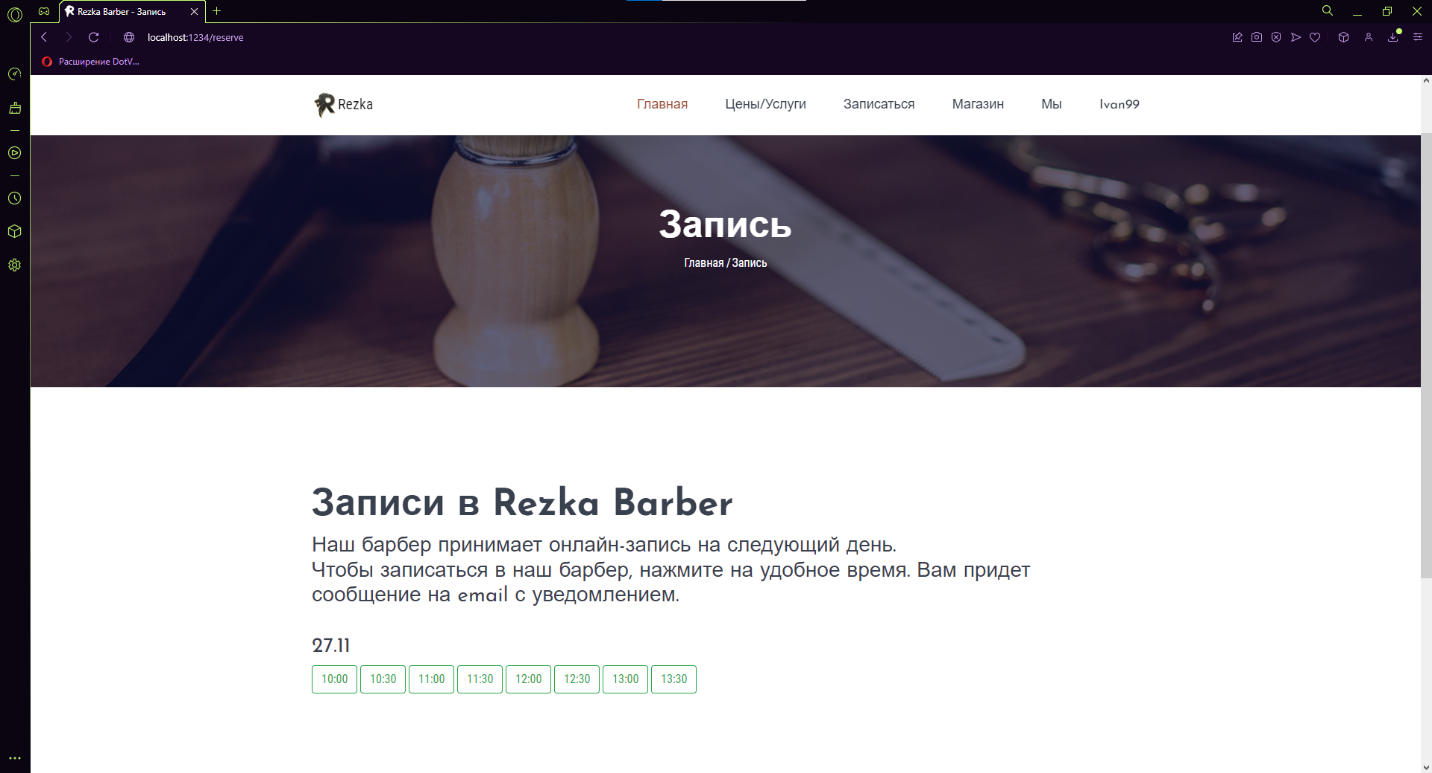 Rezka Barber - Запись
localhost:1234/reserve
Расширение DotV...
Rezka
Главная Цены/Услуги Записаться Магазин Мы Ivan99
Запись
Главная / Запись
Записи в Rezka Barber
Наш барбер принимает онлайн-запись на следующий день.
Чтобы записаться в наш барбер, нажмите на удобное время. Вам придет
сообщение на email с уведомлением.
27.11
10:00 10:30 11:00 11:30 12:00 12:30 13:00 13:30